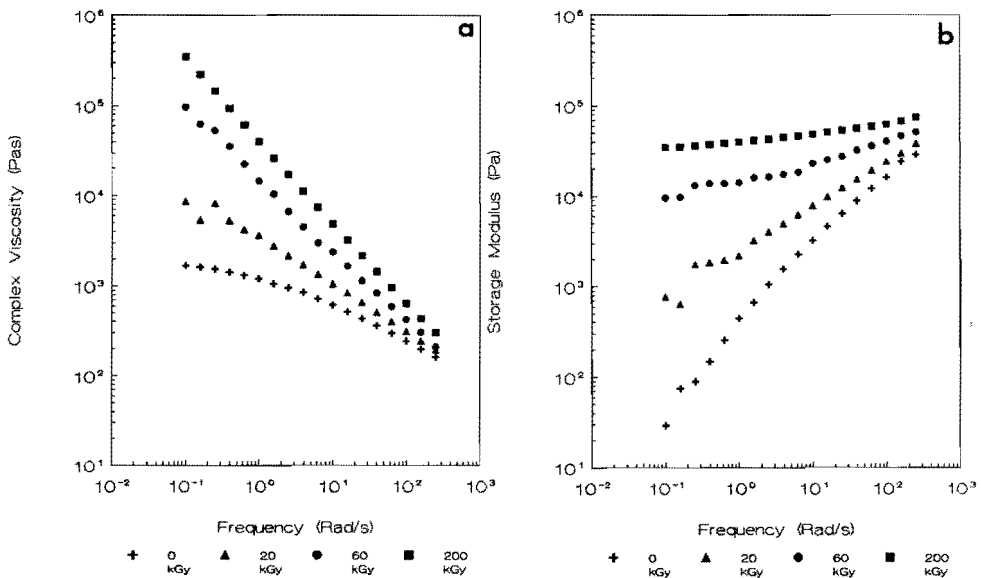 a
10⁶
10⁵
10⁴
10³
10²
10¹
Complex Viscosity (Pas)
10⁻²
10⁻¹
10⁰
10¹
10²
10³
Frequency (Rad/s)
0 kGy
20 kGy
60 kGy
200 kGy
b
10⁶
10⁵
10⁴
10³
10²
10¹
Storage Modulus (Pa)
10⁻²
10⁻¹
10⁰
10¹
10²
10³
Frequency (Rad/s)
0 kGy
20 kGy
60 kGy
200 kGy